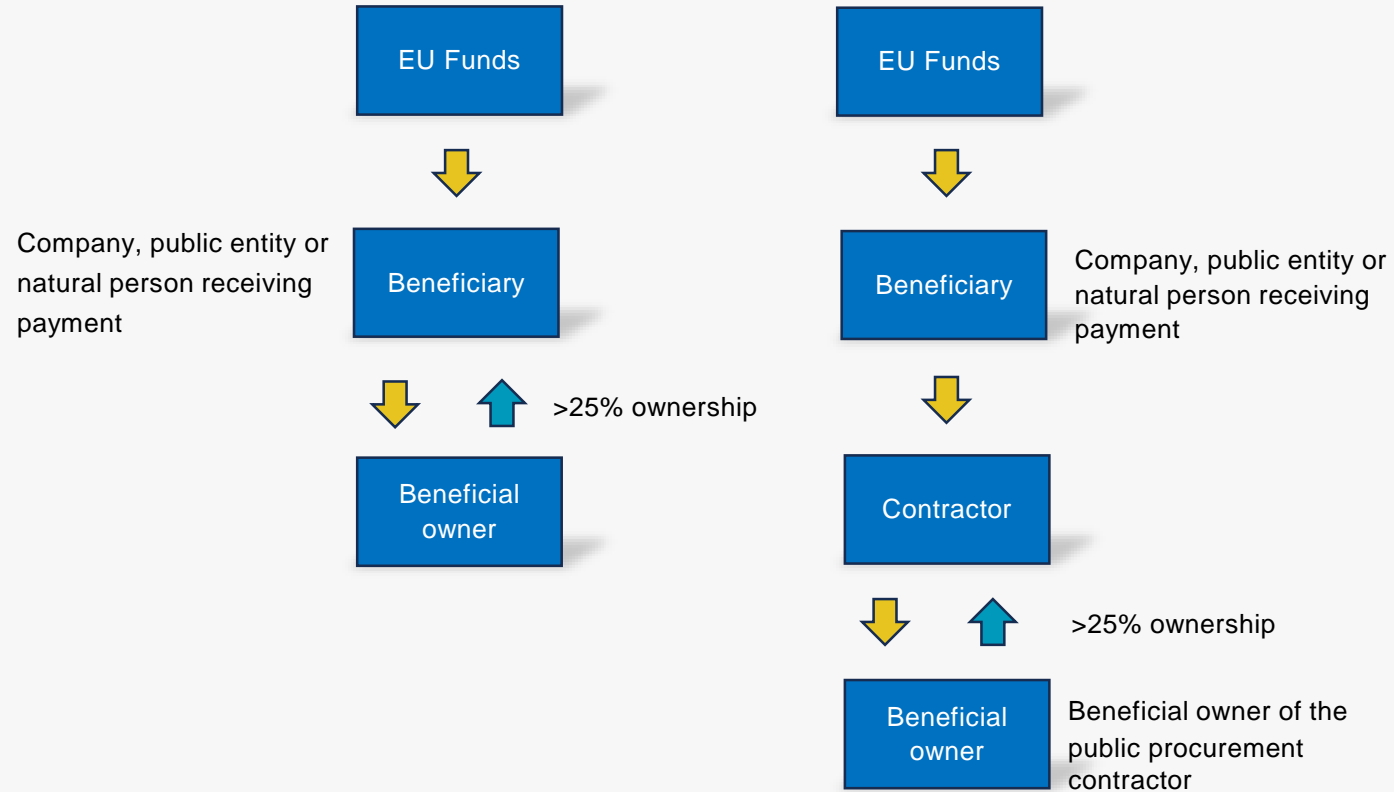 EU Funds
Company, public entity or
natural person receiving
payment
Beneficiary
>25% ownership
Beneficial
owner
EU Funds
Beneficiary
Company, public entity or
natural person receiving
payment
Contractor
>25% ownership
Beneficial
owner
Beneficial owner of the
public procurement
contractor